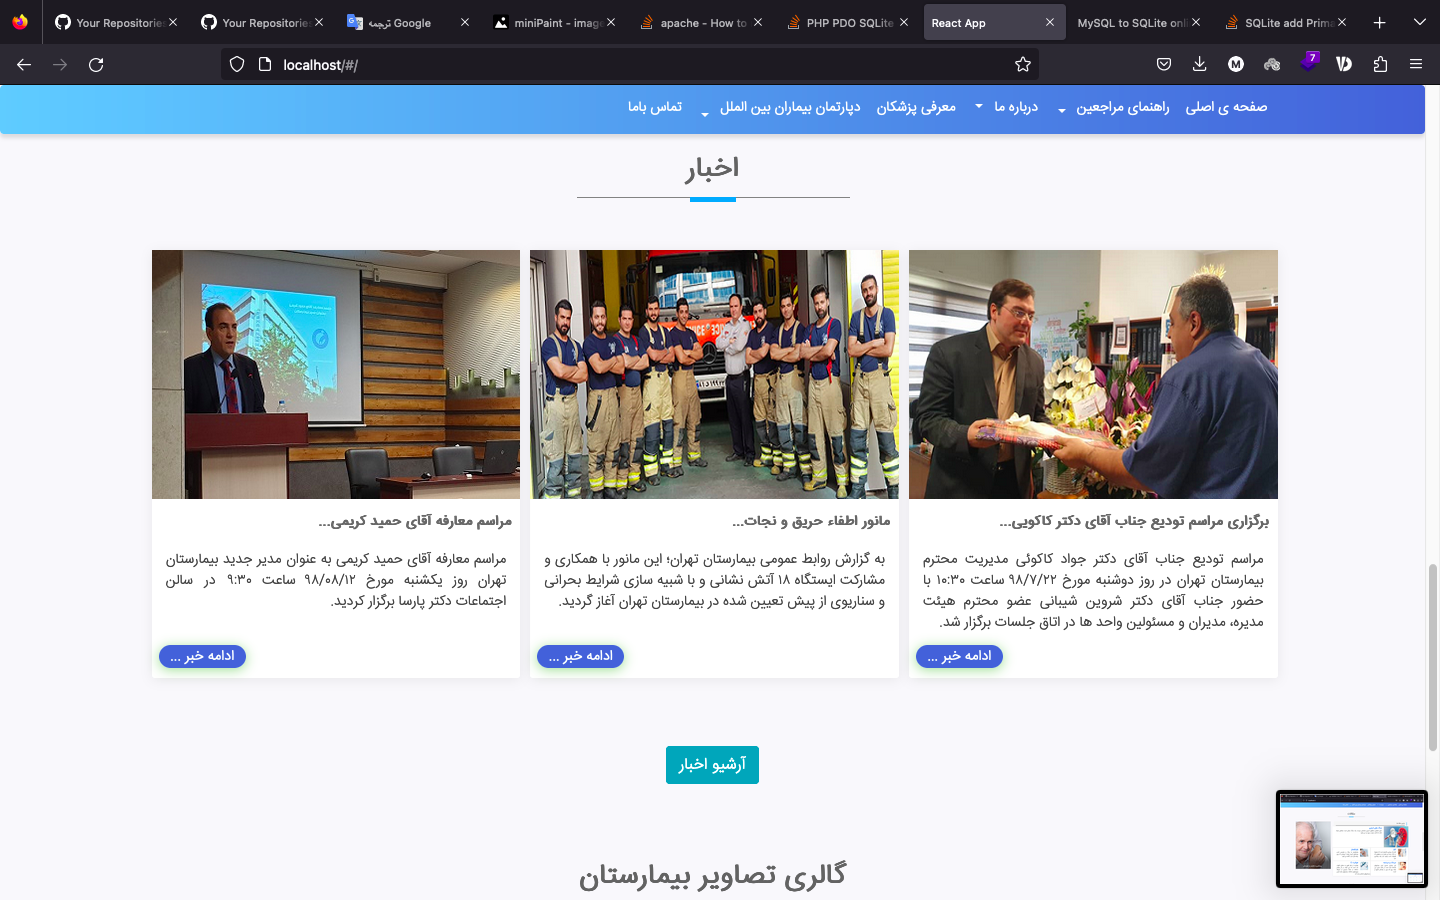 Your Repositories
Your Repositories
ترجمه Google
miniPaint - image
apache - How to
PHP PDO SQLite
React App
MySQL to SQLite onli
SQLite add Prima
localhost/#/
7
صفحه ی اصلی
راهنمای مراجعین
درباره ما
معرفی پزشکان
دپارتمان بیماران بین الملل
تماس باما
اخبار
برگزاری مراسم تودیع جناب آقای دکتر کاکویی...
مراسم تودیع جناب آقای دکتر جواد کاکوئی مدیریت محترم
بیمارستان تهران در روز دوشنبه مورخ ۹۸/۷/۲۲ ساعت ۱۰:۳۰ با
حضور جناب آقای دکتر شروین شیبانی عضو محترم هیئت
مدیره، مدیران و مسئولین واحد ها در اتاق جلسات برگزار شد.
ادامه خبر ...
مانور اطفاء حریق و نجات...
به گزارش روابط عمومی بیمارستان تهران؛ این مانور با همکاری و
مشارکت ایستگاه ۱۸ آتش نشانی و با شبیه سازی شرایط بحرانی
و سناریوی از پیش تعیین شده در بیمارستان تهران آغاز گردید.
ادامه خبر ...
مراسم معارفه آقای حمید کریمی...
مراسم معارفه آقای حمید کریمی به عنوان مدیر جدید بیمارستان
تهران روز یکشنبه مورخ ۹۸/۰۸/۱۲ ساعت ۹:۳۰ در سالن
اجتماعات دکتر پارسا برگزار کردید.
ادامه خبر ...
آرشیو اخبار
گالری تصاویر بیمارستان